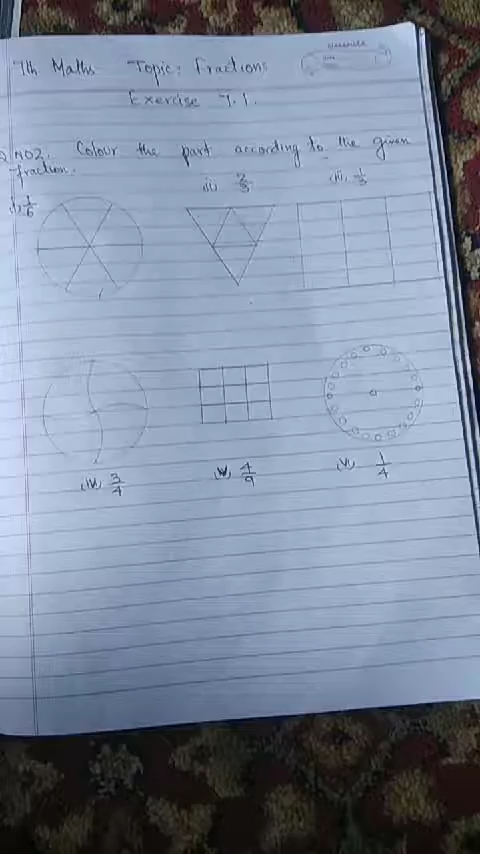 7th Maths Topic: Fractions
Exercise 7.1.
Q NO2. Colour the part according to the given
fraction.
(i) 1/6 (ii) 2/3 (iii) 1/3
(iv) 3/4 (v) 4/9 (vi) 1/4